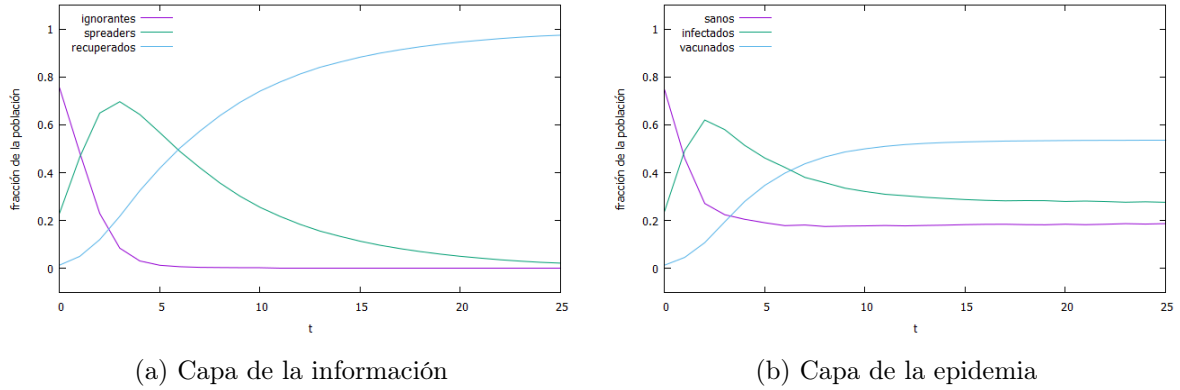 ignorantes
spreaders
recuperados
fracción de la población
1
0.8
0.6
0.4
0.2
0
0 5 10 15 20 25
t
(a) Capa de la información
sanos
infectados
vacunados
fracción de la población
1
0.8
0.6
0.4
0.2
0
0 5 10 15 20 25
t
(b) Capa de la epidemia